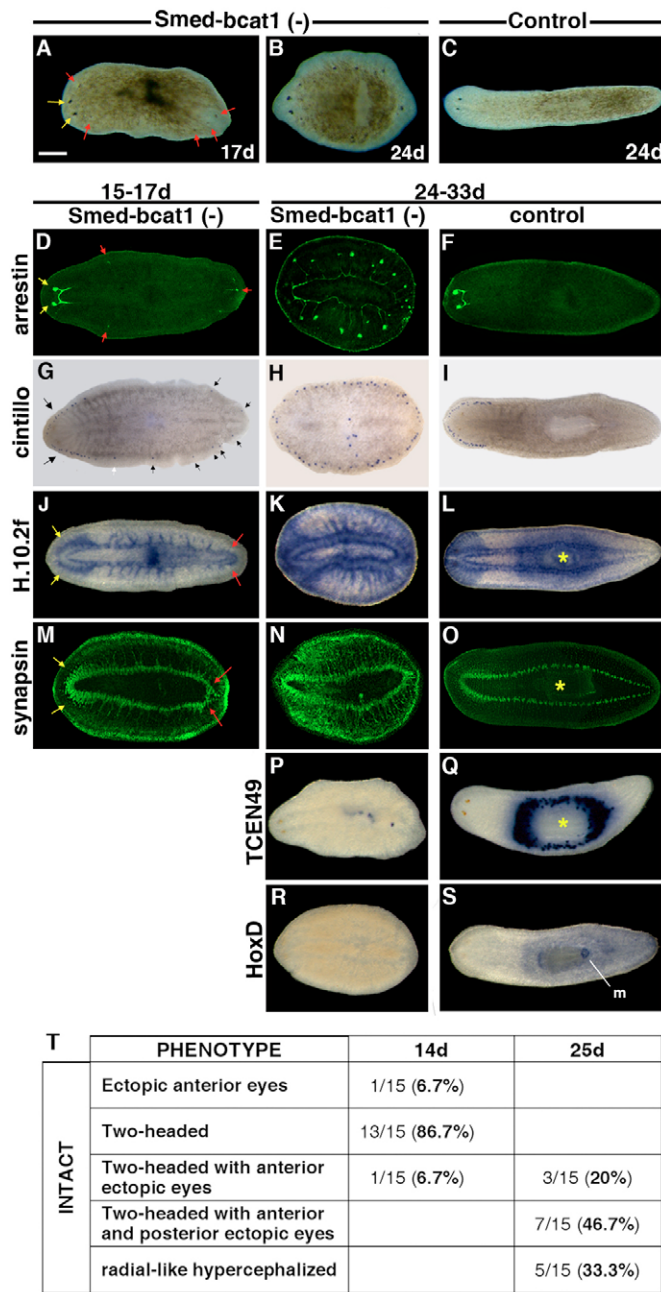 Smed-bcat1 (-) Control
A B C
17d 24d 24d
15-17d 24-33d
Smed-bcat1 (-) Smed-bcat1 (-) control
arrestin
D E F
cintillo
G H I
H.10.2f
J K L
*
synapsin
M N O
*
TCEN49
P Q
*
HoxD
R S
m
T
PHENOTYPE 14d 25d
INTACT
Ectopic anterior eyes 1/15 (6.7%)
Two-headed 13/15 (86.7%)
Two-headed with anterior
ectopic eyes 1/15 (6.7%) 3/15 (20%)
Two-headed with anterior
and posterior ectopic eyes 7/15 (46.7%)
radial-like hypercephalized 5/15 (33.3%)